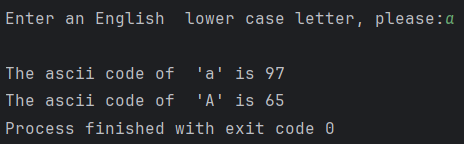 Enter an English  lower case letter, please:a
The ascii code of  'a' is 97
The ascii code of  'A' is 65
Process finished with exit code 0